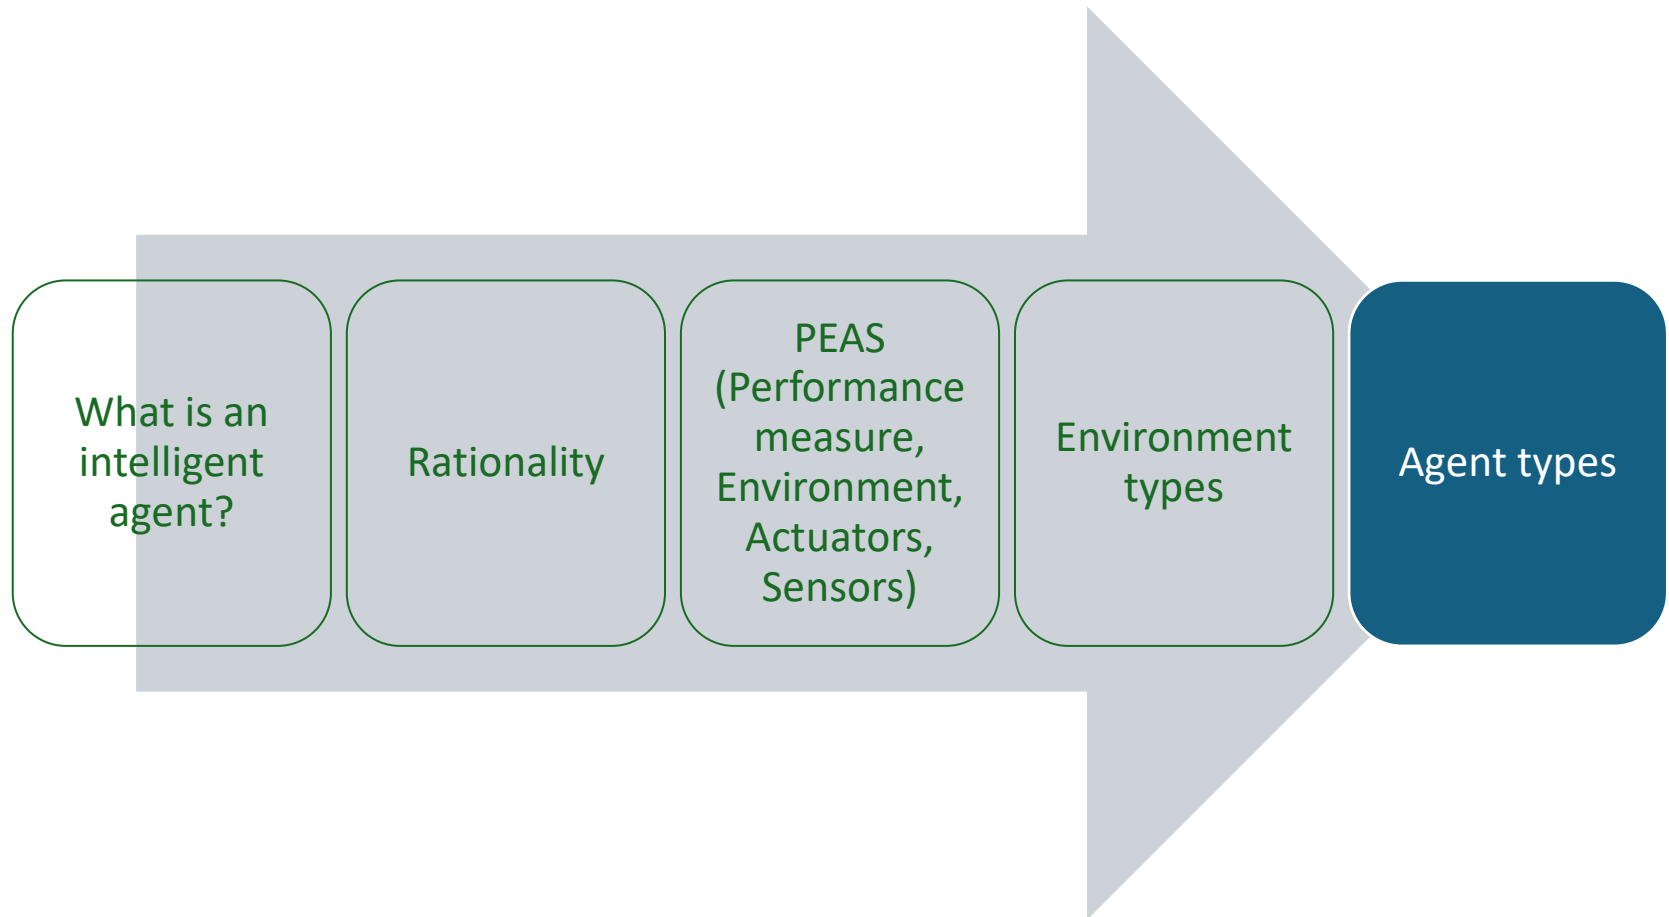 What is an
intelligent
agent?
Rationality
PEAS
(Performance
measure,
Environment,
Actuators,
Sensors)
Environment
types
Agent types